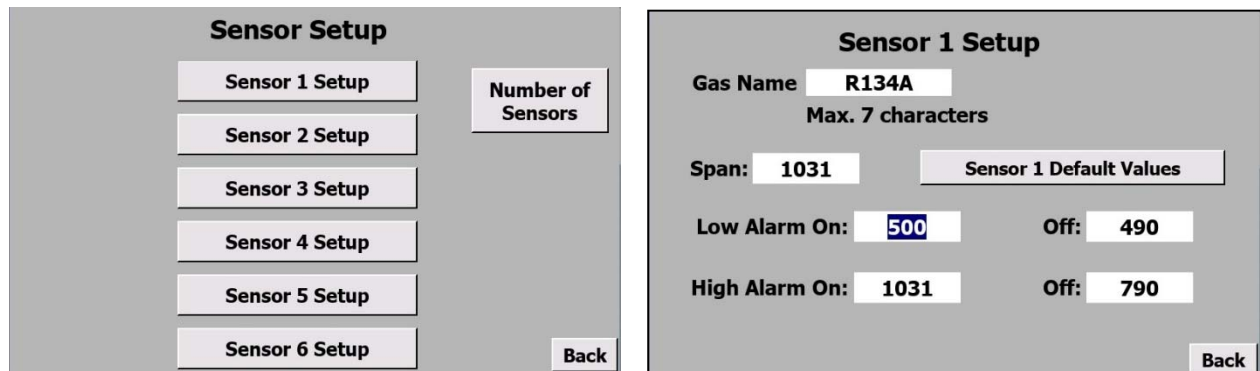 Sensor Setup
Sensor 1 Setup
Number of
Sensors
Sensor 2 Setup
Sensor 3 Setup
Sensor 4 Setup
Sensor 5 Setup
Sensor 6 Setup
Back
Sensor 1 Setup
Gas Name R134A
Max. 7 characters
Span: 1031 Sensor 1 Default Values
Low Alarm On: 500 Off: 490
High Alarm On: 1031 Off: 790
Back